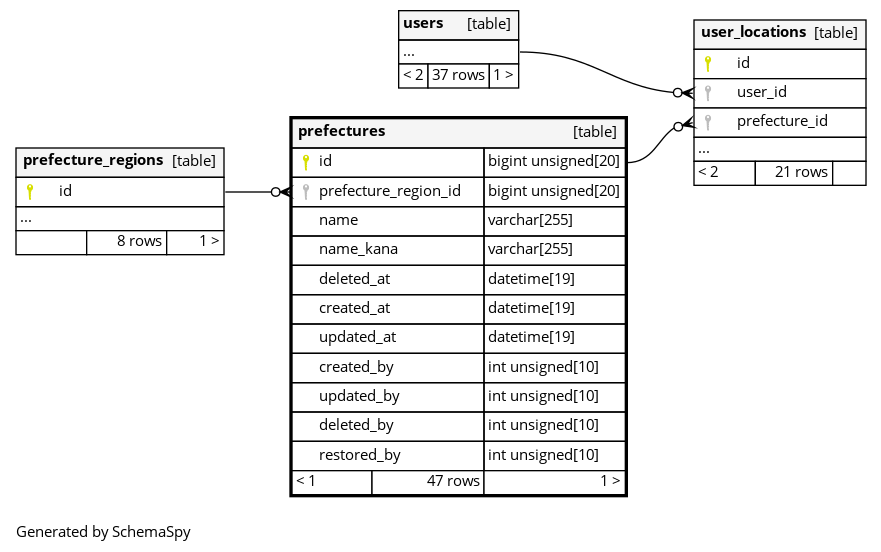 users [table]
...
< 2 37 rows 1 >
user_locations [table]
id
user_id
prefecture_id
...
< 2 21 rows
prefecture_regions [table]
id
...
8 rows 1 >
prefectures [table]
id bigint unsigned[20]
prefecture_region_id bigint unsigned[20]
name varchar[255]
name_kana varchar[255]
deleted_at datetime[19]
created_at datetime[19]
updated_at datetime[19]
created_by int unsigned[10]
updated_by int unsigned[10]
deleted_by int unsigned[10]
restored_by int unsigned[10]
< 1 47 rows 1 >
Generated by SchemaSpy